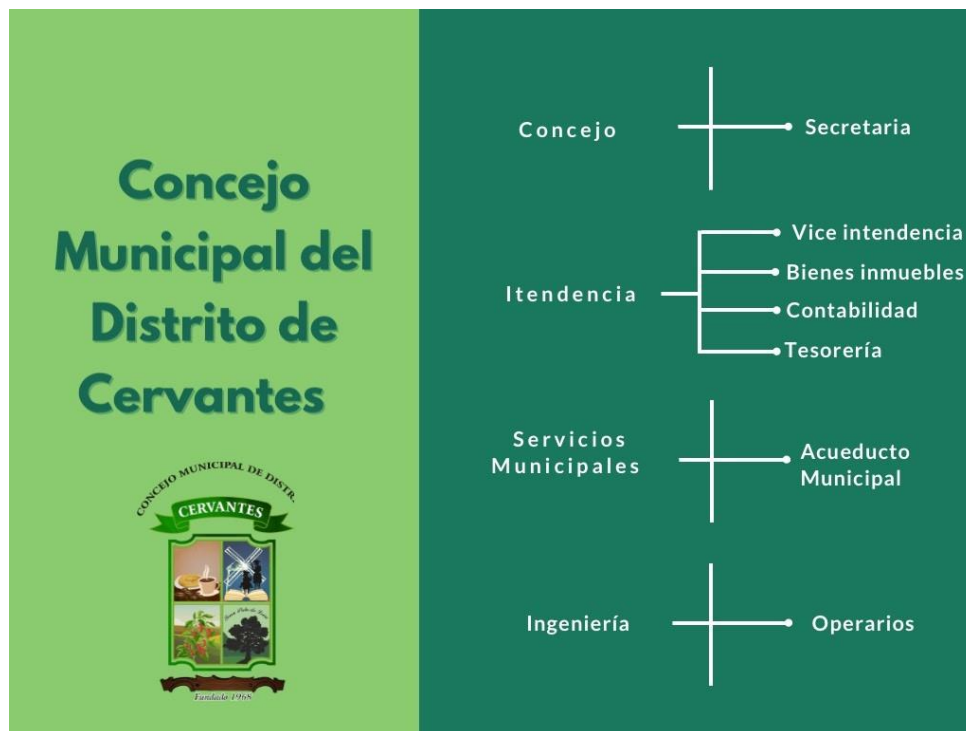 Concejo
Municipal del
Distrito de
Cervantes
CONCEJO MUNICIPAL DE DISTR.
CERVANTES
Fundado 1968
Concejo
Secretaria
Itendencia
Vice intendencia
Bienes inmuebles
Contabilidad
Tesorería
Servicios
Municipales
Acueducto
Municipal
Ingeniería
Operarios